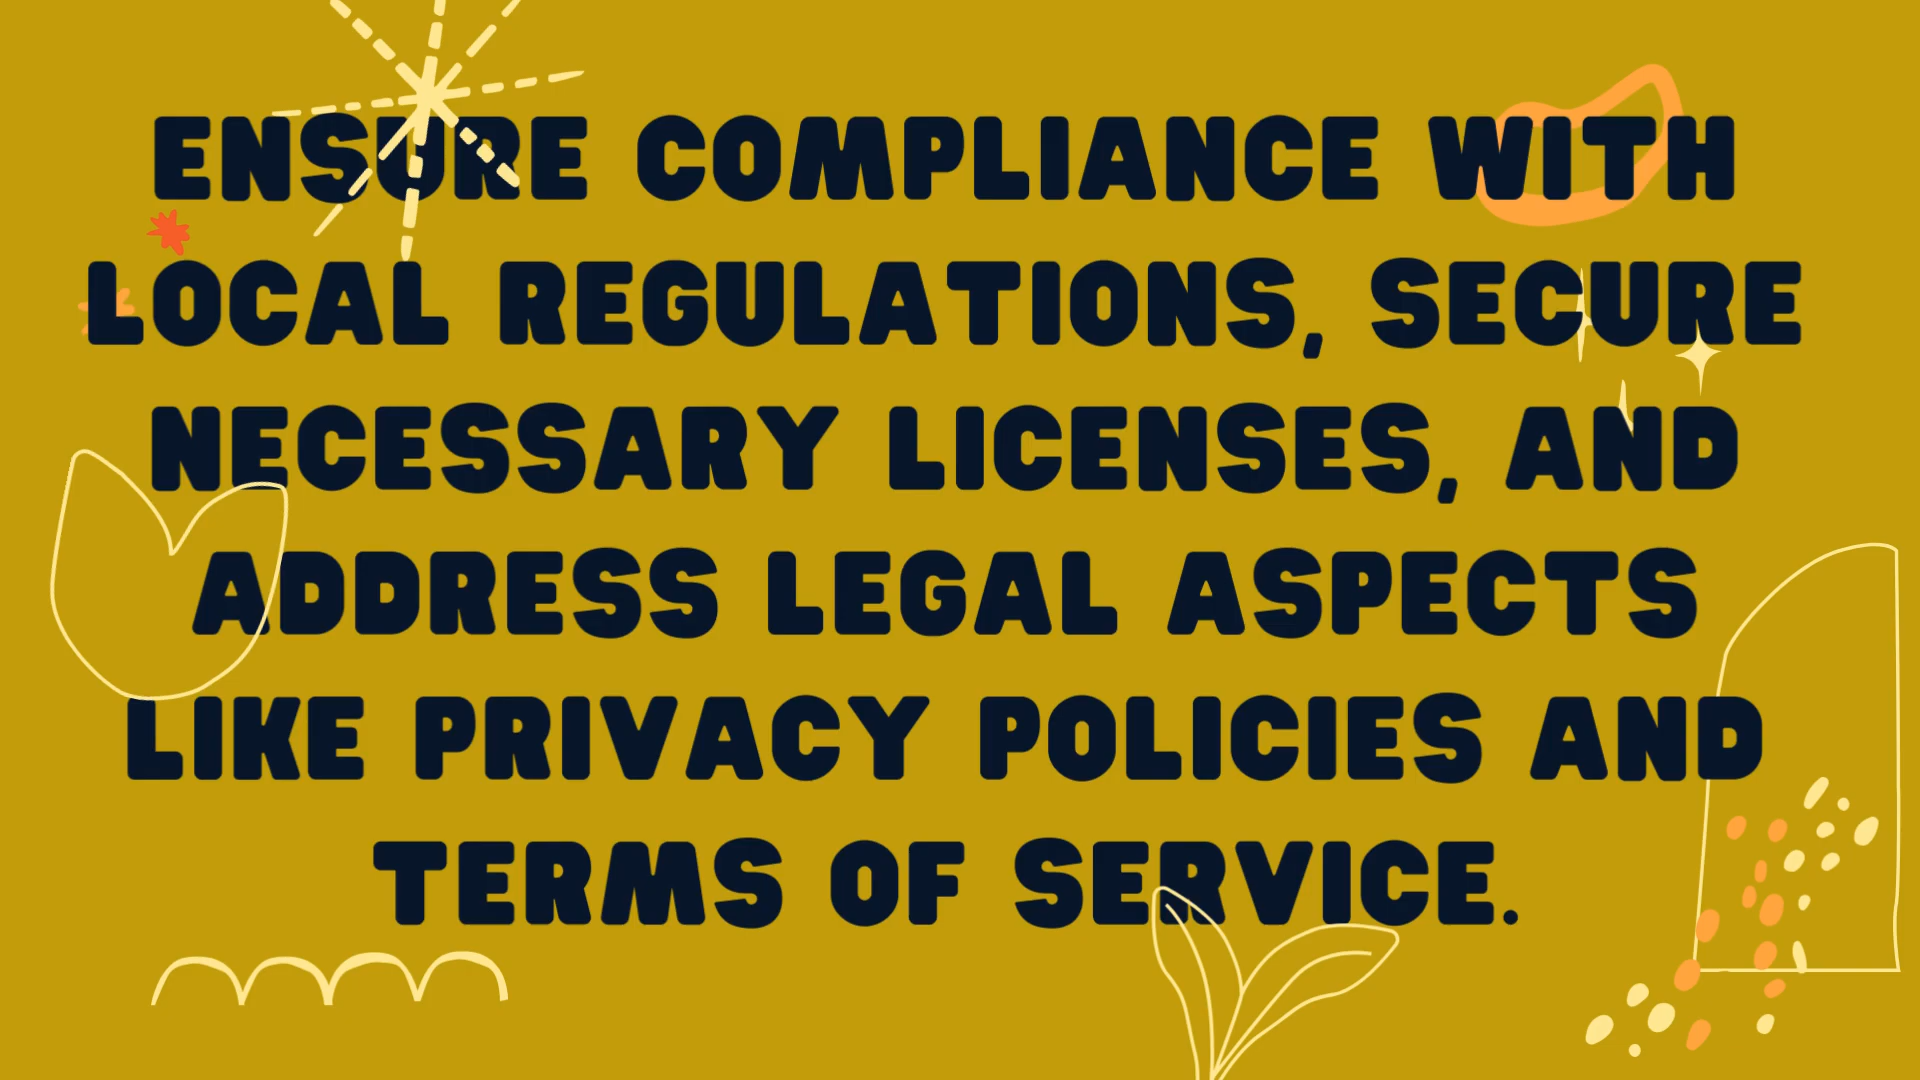 ENSURE COMPLIANCE WITH
LOCAL REGULATIONS, SECURE
NECESSARY LICENSES, AND
ADDRESS LEGAL ASPECTS
LIKE PRIVACY POLICIES AND
TERMS OF SERVICE.